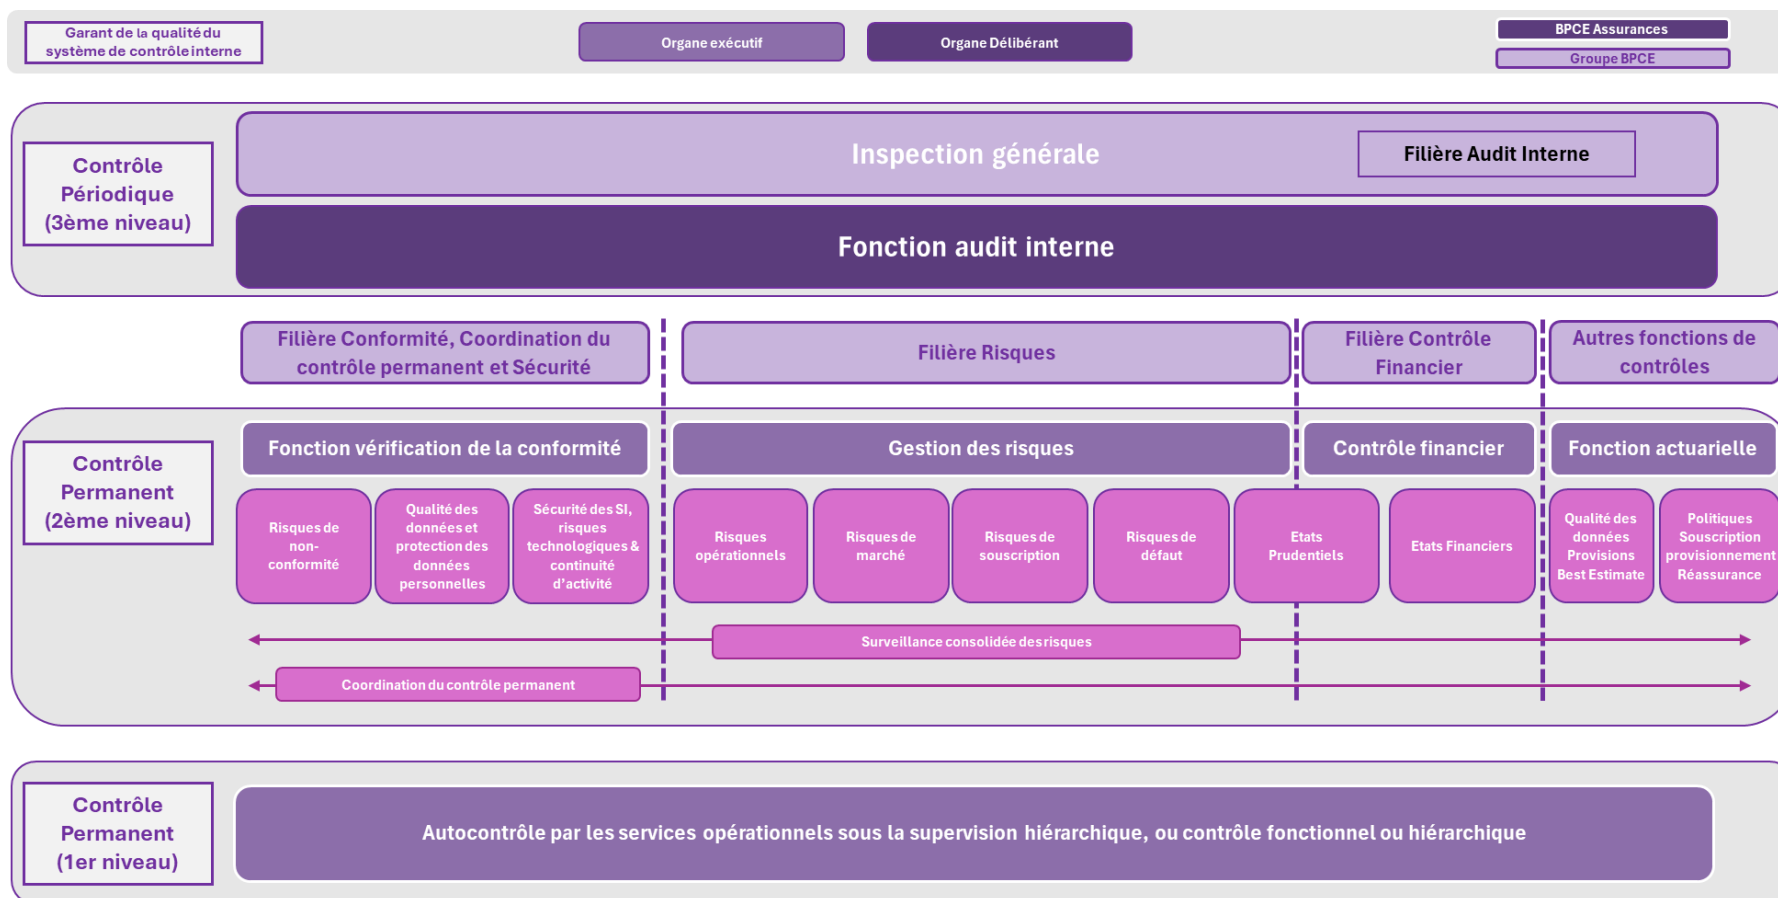 Garant de la qualité du
système de contrôle interne
Organe exécutif
Organe Délibérant
BPCE Assurances
Groupe BPCE
Contrôle
Périodique
(3ème niveau)
Inspection générale
Filière Audit Interne
Fonction audit interne
Filière Conformité, Coordination du
contrôle permanent et Sécurité
Filière Risques
Filière Contrôle
Financier
Autres fonctions de
contrôles
Contrôle
Permanent
(2ème niveau)
Fonction vérification de la conformité
Gestion des risques
Contrôle financier
Fonction actuarielle
Risques de
non-
conformité
Qualité des
données et
protection des
données
personnelles
Sécurité des SI,
risques
technologiques &
continuité
d'activité
Risques
opérationnels
Risques de
marché
Risques de
souscription
Risques de
défaut
Etats
Prudentiels
Etats Financiers
Qualité des
données
Provisions
Best Estimate
Politiques
Souscription
provisionnement
Réassurance
Surveillance consolidée des risques
Coordination du contrôle permanent
Contrôle
Permanent
(1er niveau)
Autocontrôle par les services opérationnels sous la supervision hiérarchique, ou contrôle fonctionnel ou hiérarchique